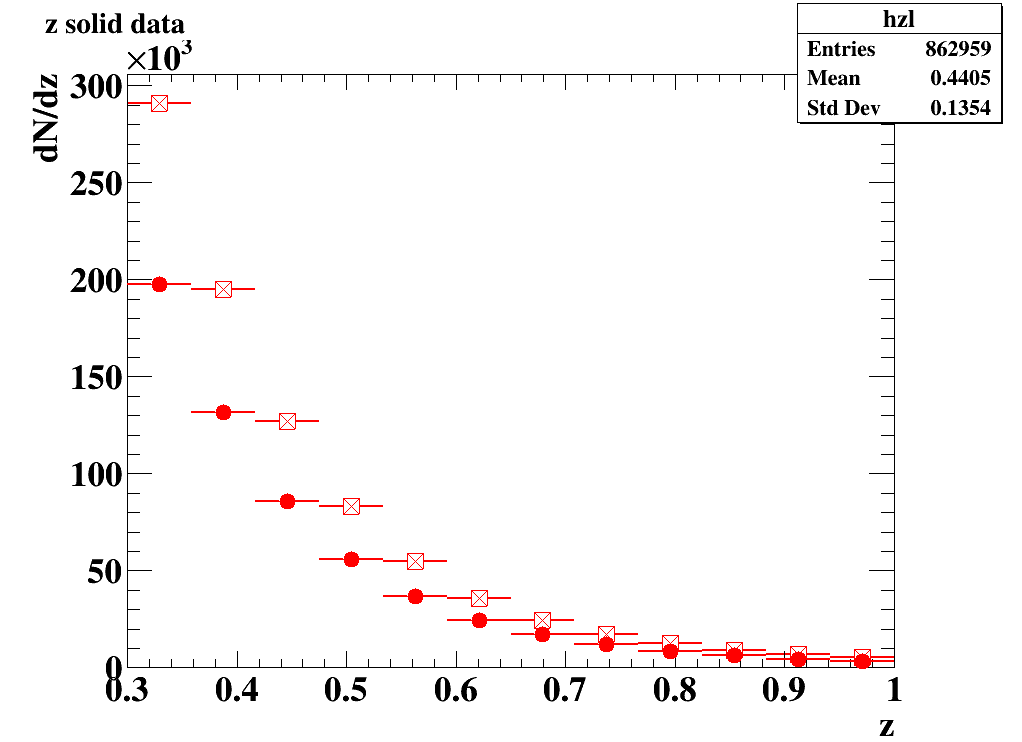 z solid data
×10³
hzl
Entries 862959
Mean 0.4405
Std Dev 0.1354
dN/dz
300
250
200
150
100
50
0
0.3 0.4 0.5 0.6 0.7 0.8 0.9 1
z